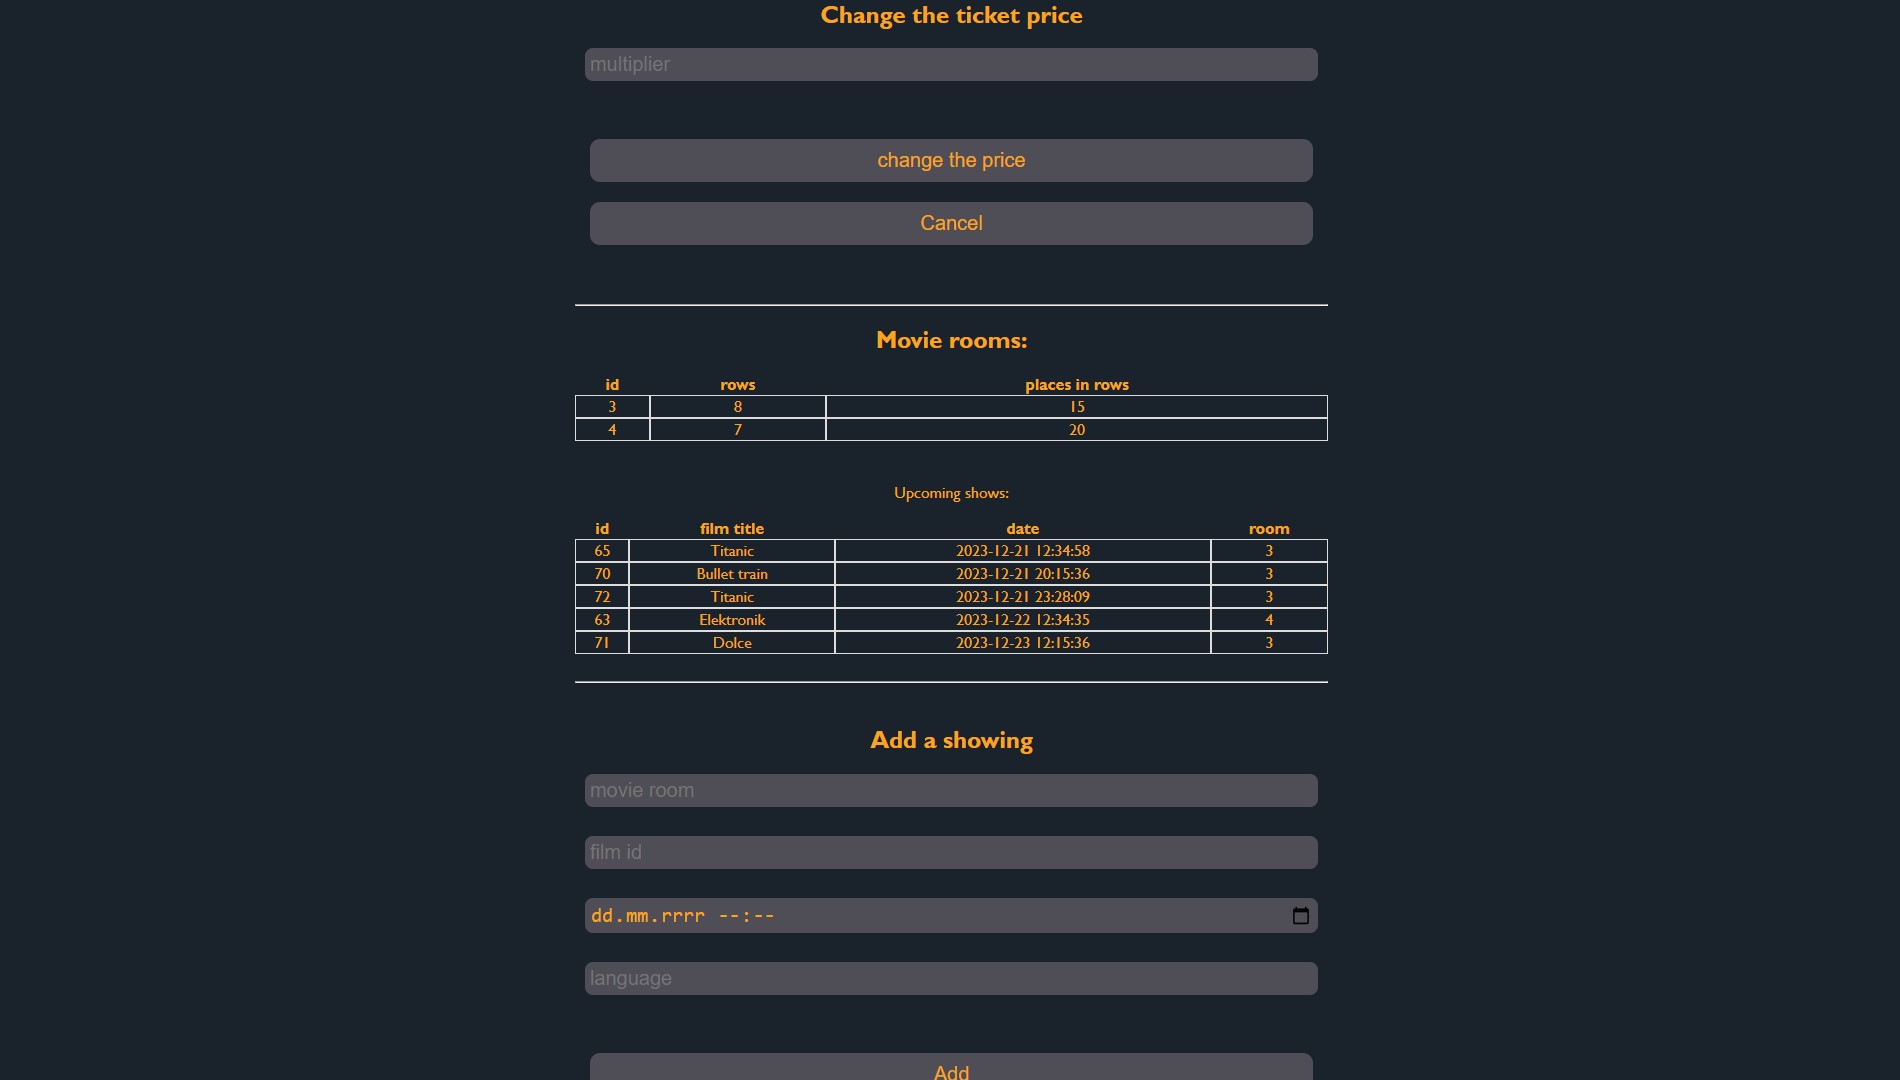 Change the ticket price
multiplier
change the price
Cancel
Movie rooms:
id rows places in rows
3 8 15
4 7 20
Upcoming shows:
id film title date room
65 Titanic 2023-12-21 12:34:58 3
70 Bullet train 2023-12-21 20:15:36 3
72 Titanic 2023-12-21 23:28:09 3
63 Elektronik 2023-12-22 12:34:35 4
71 Dolce 2023-12-23 12:15:36 3
Add a showing
movie room
film id
dd.mm.rrrr --:--
language
Add